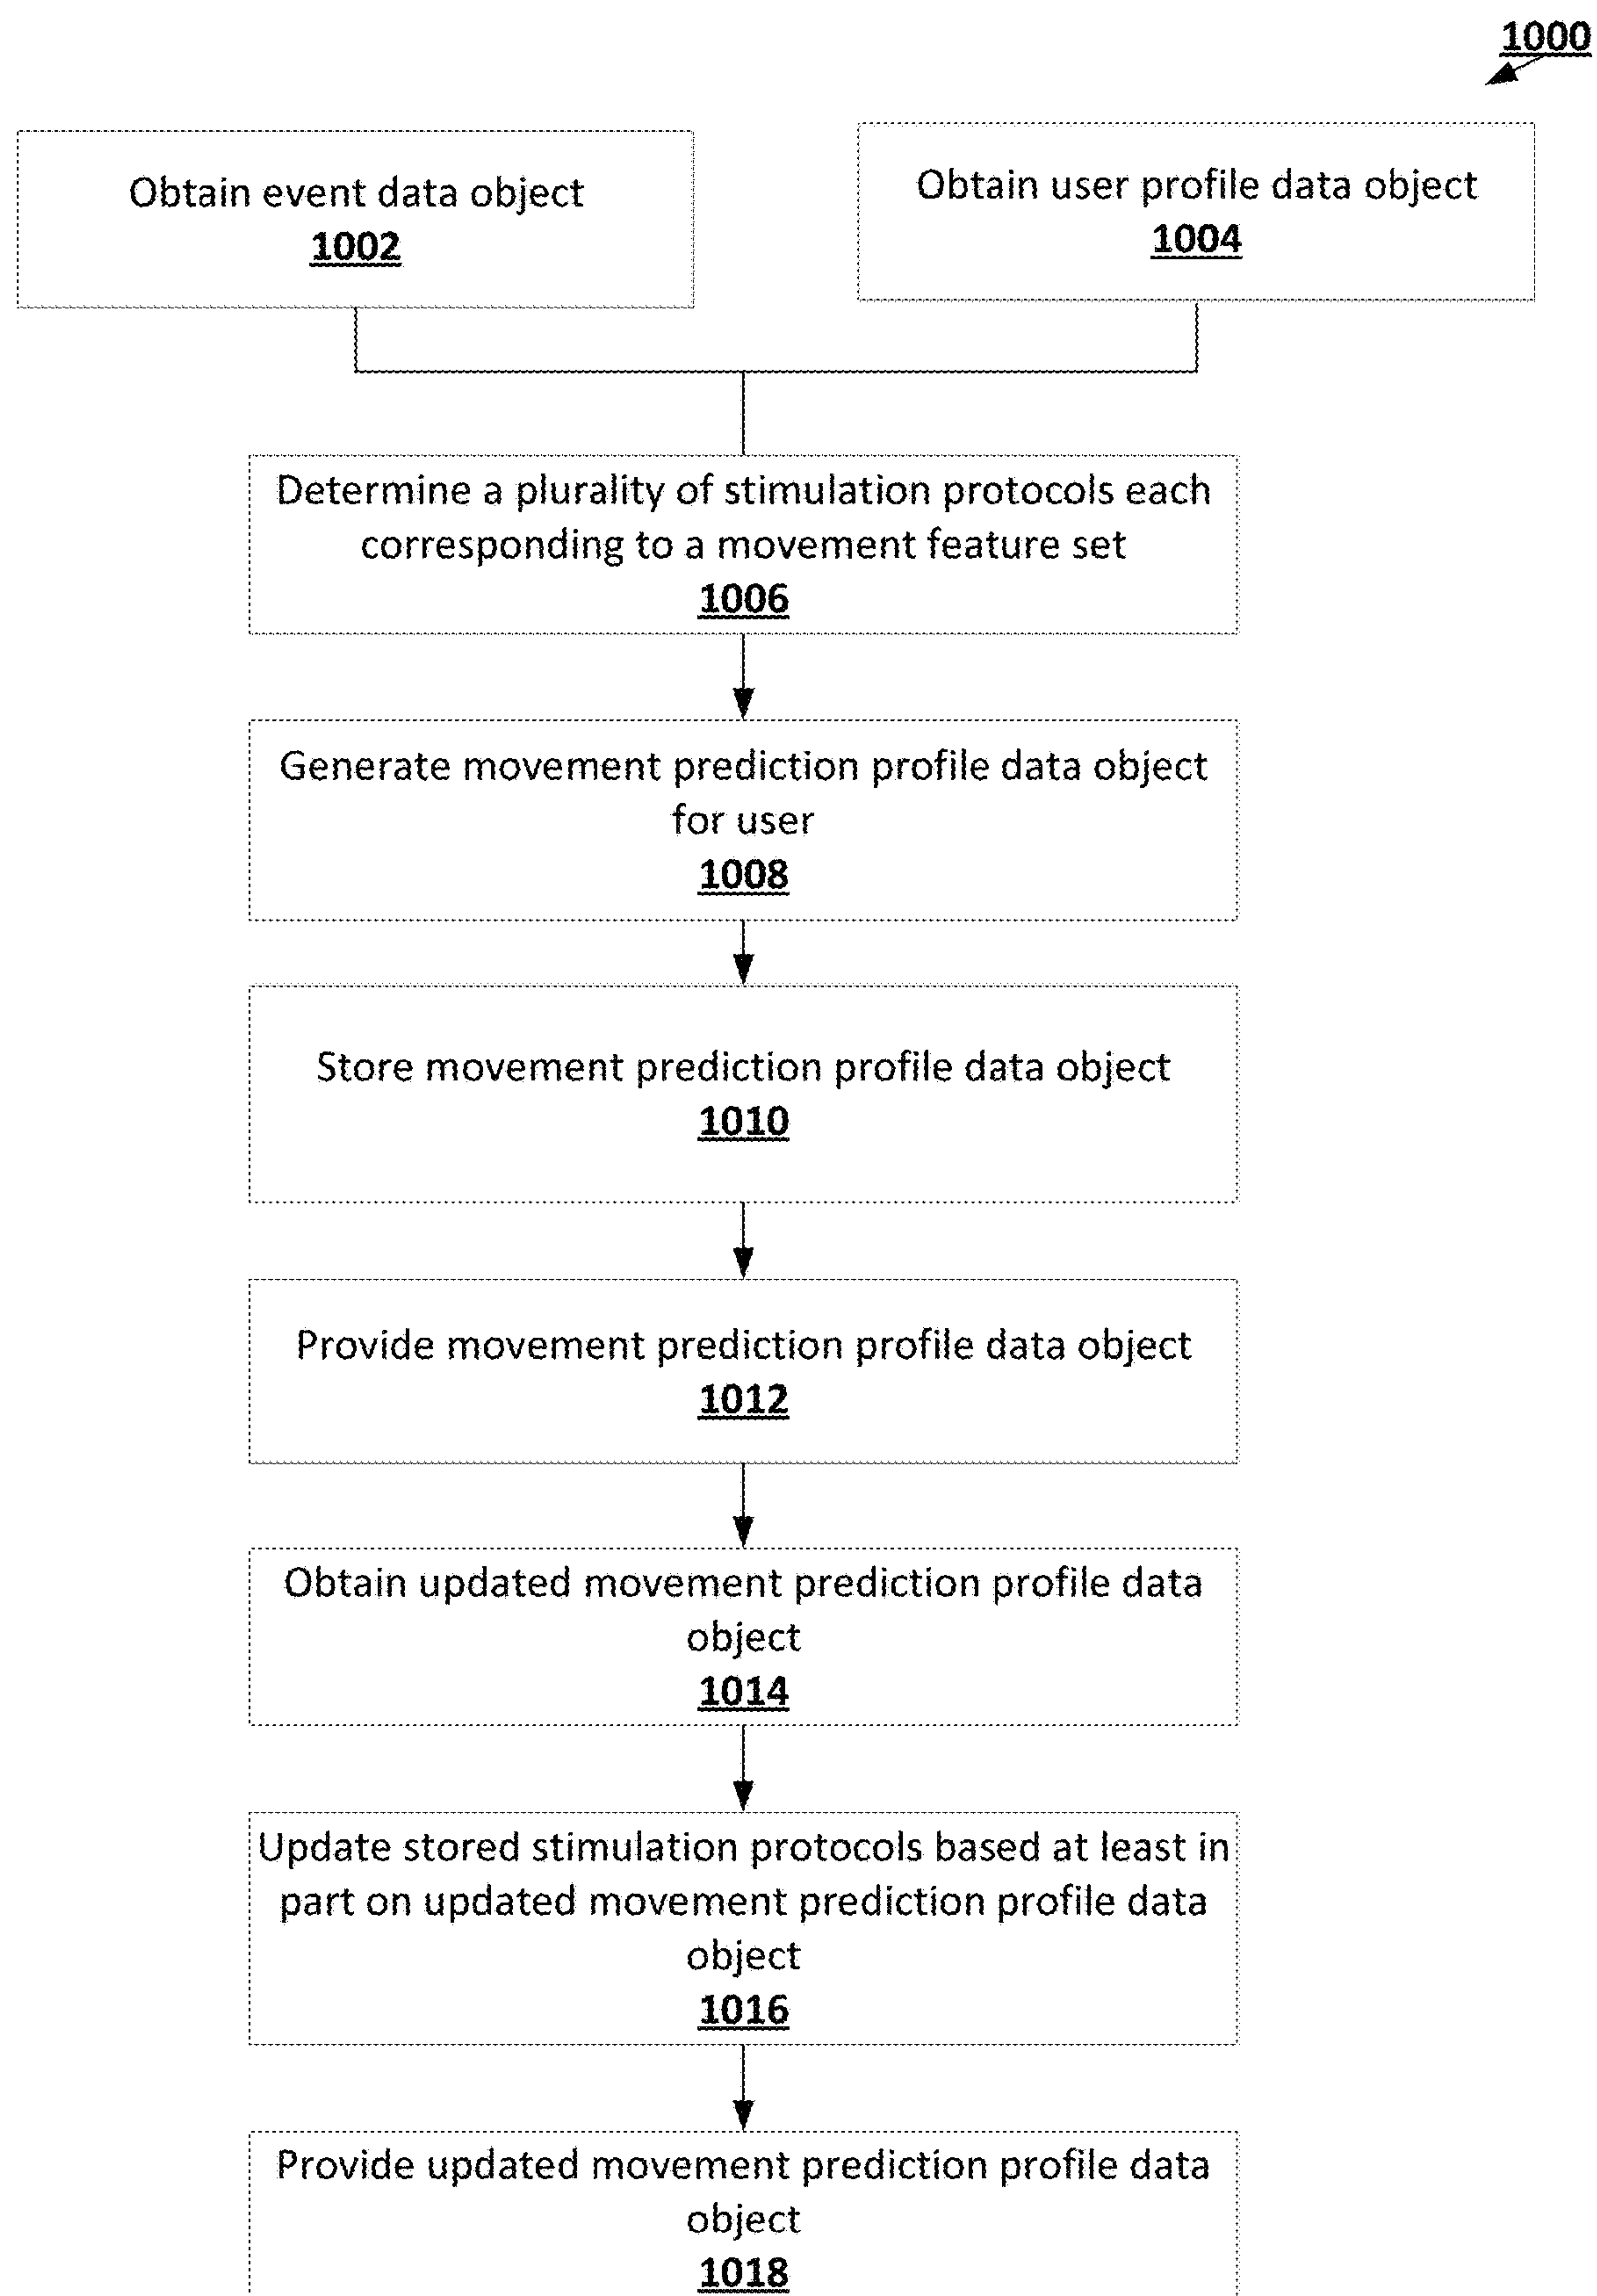 1000
Obtain event data object
1002
Obtain user profile data object
1004
Determine a plurality of stimulation protocols each
corresponding to a movement feature set
1006
Generate movement prediction profile data object
for user
1008
Store movement prediction profile data object
1010
Provide movement prediction profile data object
1012
Obtain updated movement prediction profile data
object
1014
Update stored stimulation protocols based at least in
part on updated movement prediction profile data
object
1016
Provide updated movement prediction profile data
object
1018